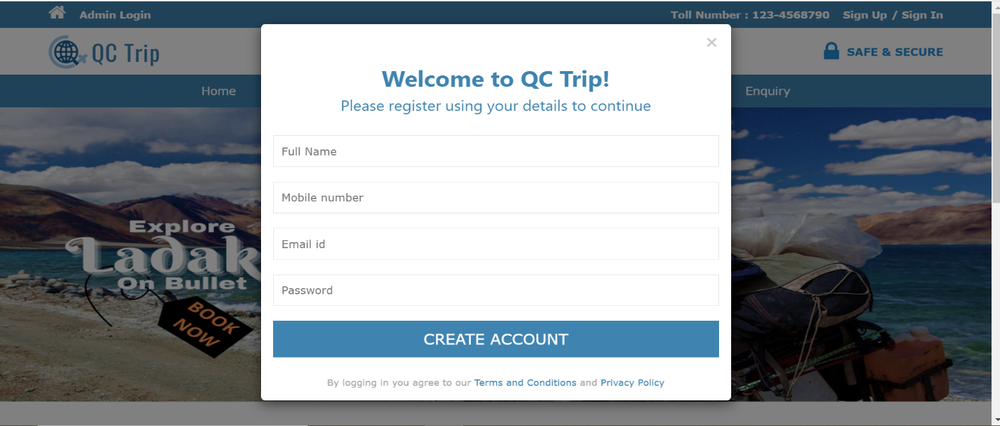 Admin Login
Toll Number : 123-4568790 Sign Up / Sign In
QC Trip
SAFE & SECURE
Home
Enquiry
×
Welcome to QC Trip!
Please register using your details to continue
Full Name
Mobile number
Email id
Password
CREATE ACCOUNT
By logging in you agree to our Terms and Conditions and Privacy Policy
Explore
Ladak
On Bullet
BOOK
NOW